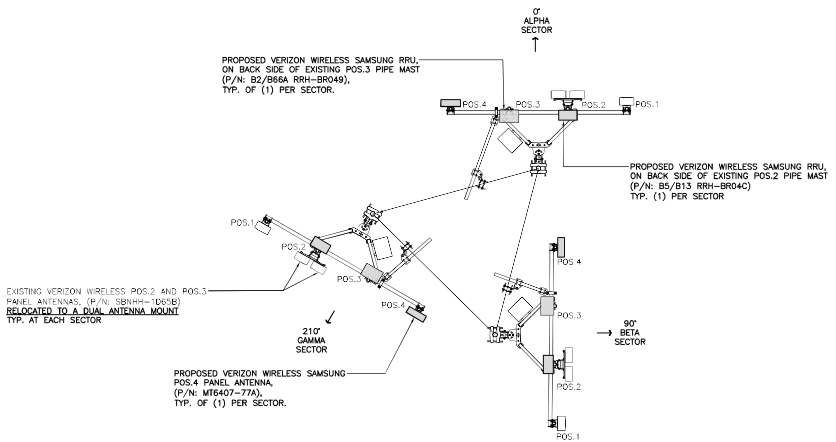 0°
ALPHA
SECTOR
PROPOSED VERIZON WIRELESS SAMSUNG RRU,
ON BACK SIDE OF EXISTING POS.3 PIPE MAST
(P/N: B2/B66A RRH-BR049),
TYP. OF (1) PER SECTOR.
POS.4
POS.3
POS.2
POS.1
PROPOSED VERIZON WIRELESS SAMSUNG RRU,
ON BACK SIDE OF EXISTING POS.2 PIPE MAST
(P/N: B5/B13 RRH-BR04C)
TYP. (1) PER SECTOR
POS.1
POS.2
POS.3
POS.4
EXISTING VERIZON WIRELESS POS.2 AND POS.3
PANEL ANTENNAS, (P/N: SBNHH-1D65B)
RELOCATED TO A DUAL ANTENNA MOUNT
TYP. AT EACH SECTOR
210°
GAMMA
SECTOR
POS.4
POS.3
POS.2
POS.1
90°
BETA
SECTOR
PROPOSED VERIZON WIRELESS SAMSUNG
POS.4 PANEL ANTENNA,
(P/N: MT6407-77A),
TYP. OF (1) PER SECTOR.